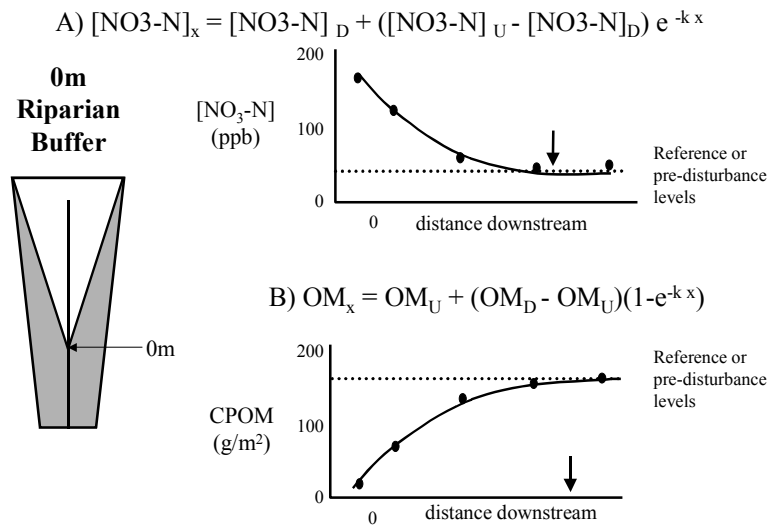 A) [NO3-N]x = [NO3-N] D + ([NO3-N] U - [NO3-N]D) e -k x
0m
Riparian
Buffer
0m
[NO3-N]
(ppb)
200
100
0
0
distance downstream
Reference or
pre-disturbance
levels
B) OMx = OMU + (OMD - OMU)(1-e-k x)
CPOM
(g/m2)
200
100
0
0
distance downstream
Reference or
pre-disturbance
levels